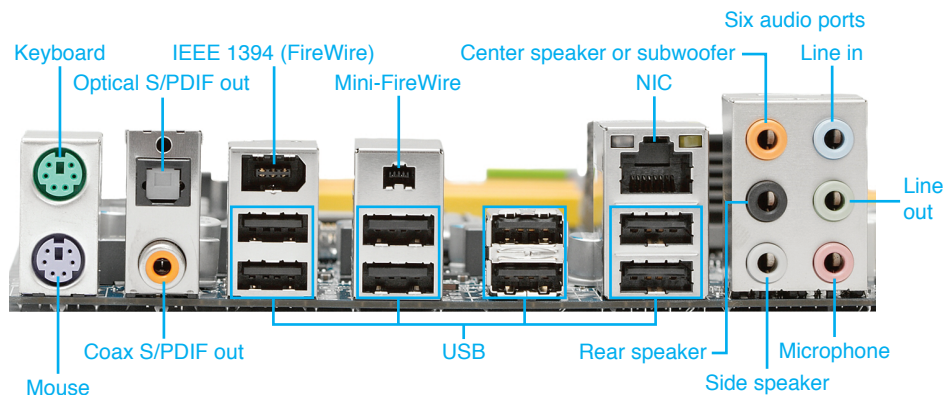 Six audio ports
Keyboard
IEEE 1394 (FireWire)
Center speaker or subwoofer
Line in
Optical S/PDIF out
Mini-FireWire
NIC
Line
out
Coax S/PDIF out
USB
Rear speaker
Microphone
Side speaker
Mouse